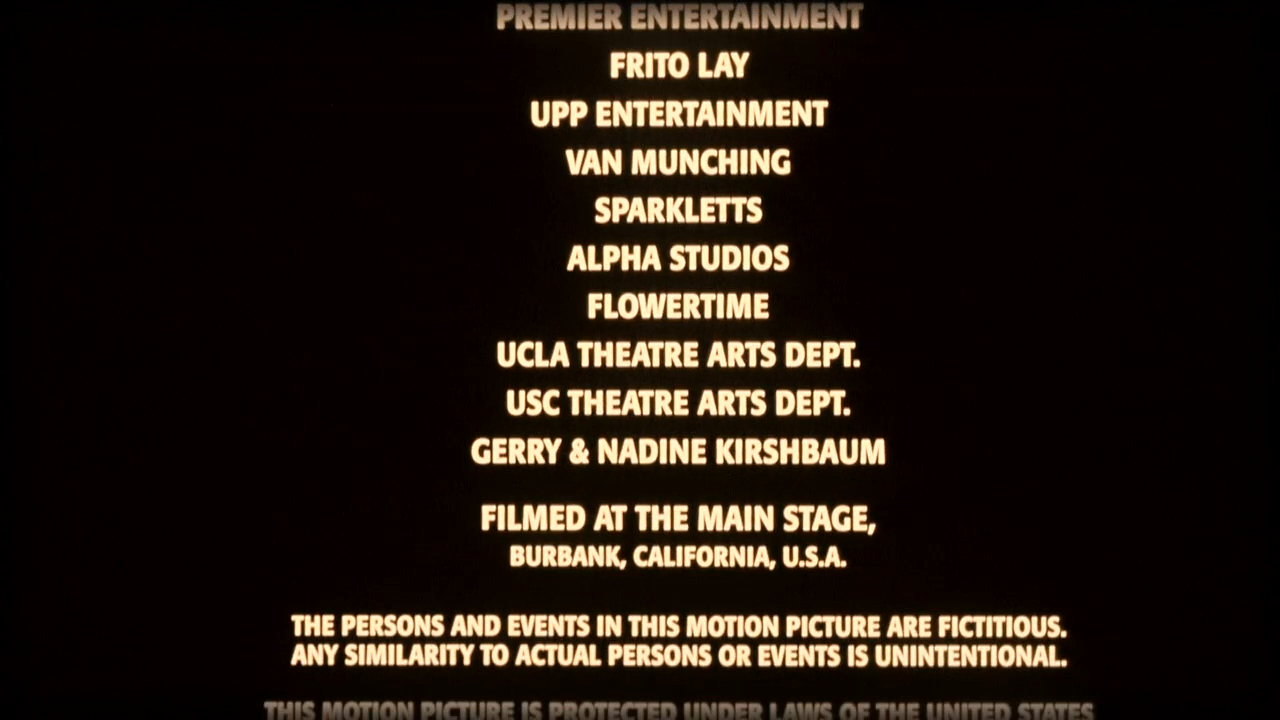 PREMIER ENTERTAINMENT
FRITO LAY
UPP ENTERTAINMENT
VAN MUNCHING
SPARKLETTS
ALPHA STUDIOS
FLOWERTIME
UCLA THEATRE ARTS DEPT.
USC THEATRE ARTS DEPT.
GERRY & NADINE KIRSHBAUM
FILMED AT THE MAIN STAGE,
BURBANK, CALIFORNIA, U.S.A.
THE PERSONS AND EVENTS IN THIS MOTION PICTURE ARE FICTITIOUS.
ANY SIMILARITY TO ACTUAL PERSONS OR EVENTS IS UNINTENTIONAL.
THIS MOTION PICTURE IS PROTECTED UNDER LAWS OF THE UNITED STATES